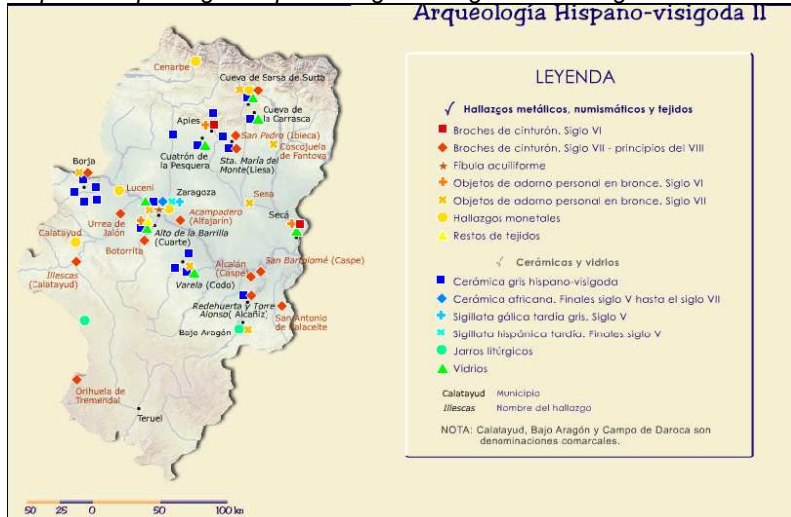 Arqueología Hispano-visigoda II
LEYENDA
√ Hallazgos metálicos, numismáticos y tejidos
Broches de cinturón. Siglo VI
Broches de cinturón. Siglo VII - principios del VIII
Fíbula acuiliforme
Objetos de adorno personal en bronce. Siglo VI
Objetos de adorno personal en bronce. Siglo VII
Hallazgos monetales
Restos de tejidos
√ Cerámicas y vidrios
Cerámica gris hispano-visigoda
Cerámica africana. Finales siglo V hasta el siglo VII
Sigillata gálica tardía gris. Siglo V
Sigillata hispánica tardía. Finales siglo V
Jarros litúrgicos
Vidrios
Calatayud Municipio
Illescas Nombre del hallazgo
NOTA: Calatayud, Bajo Aragón y Campo de Daroca son
denominaciones comarcales.
Cenarbe
Cueva de Sarsa de Surta
Cueva de
la Carrasca
Apies
San Pedro (Ibieca)
Coscojuela
de Fantova
Cuatrón de
la Pesquera
Sta. María del
Monte(Liesa)
Borja
Luceni
Zaragoza
Sena
Secá
Urrea de
Jalón
Acampadero
(Alfajarín)
Calatayud
Botorrita
Alto de la Barrilla
(Cuarte)
Illescas
(Calatayud)
Alcalán
(Caspe)
San Bartolomé (Caspe)
Varela (Codo)
Redehuerta y Torre
Alonso( Alcañiz)
San Antonio
de Calaceite
Bajo Aragón
Orihuela de
Tremendal
Teruel
50 25 0 50 100 km